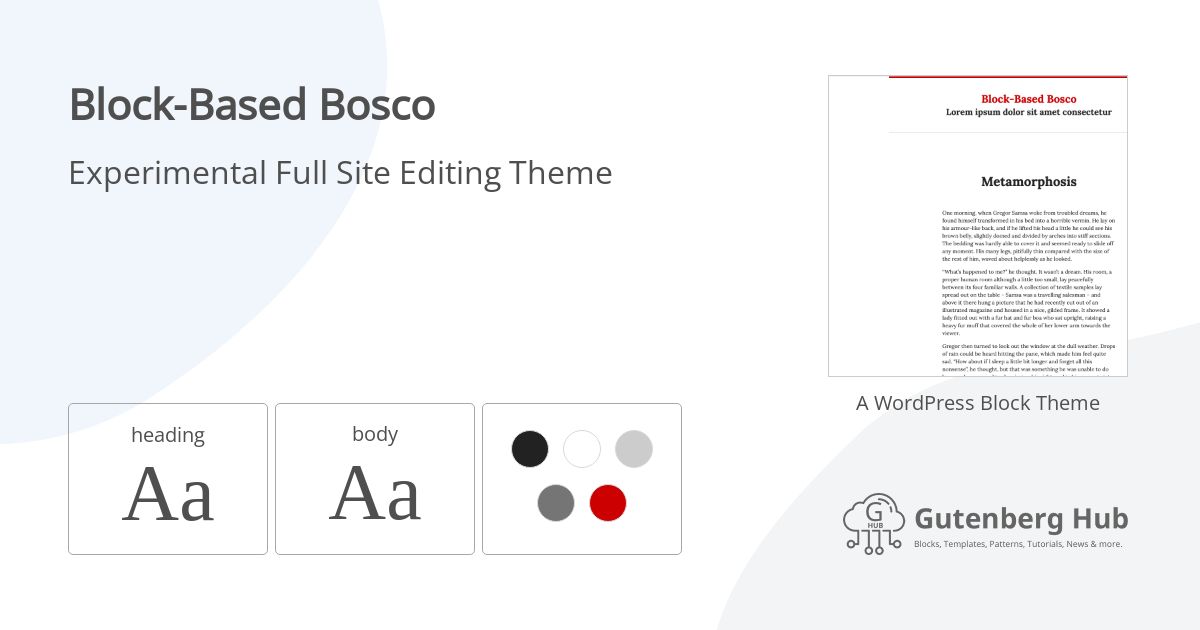 Block-Based Bosco
Experimental Full Site Editing Theme
heading
Aa
body
Aa
Block-Based Bosco
Lorem ipsum dolor sit amet consectetur
Metamorphosis
One morning, when Gregor Samsa woke from troubled dreams, he
found himself transformed in his bed into a horrible vermin. He lay on
his armour-like back, and if he lifted his head a little he could see his
brown belly, slightly domed and divided by arches into stiff sections.
The bedding was hardly able to cover it and seemed ready to slide off
any moment. His many legs, pitifully thin compared with the size of
the rest of him, waved about helplessly as he looked.
"What's happened to me?" he thought. It wasn't a dream. His room, a
proper human room although a little too small, lay peacefully
between its four familiar walls. A collection of textile samples lay
spread out on the table – Samsa was a travelling salesman – and
above it there hung a picture that he had recently cut out of an
illustrated magazine and housed in a nice, gilded frame. It showed a
lady fitted out with a fur hat and fur boa who sat upright, raising a
heavy fur muff that covered the whole of her lower arm towards the
viewer.
Gregor then turned to look out the window at the dull weather. Drops
of rain could be heard hitting the pane, which made him feel quite
sad. "How about if I sleep a little bit longer and forget all this
nonsense", he thought, but that was something he was unable to do
A WordPress Block Theme
G
HUB
Gutenberg Hub
Blocks, Templates, Patterns, Tutorials, News & more.